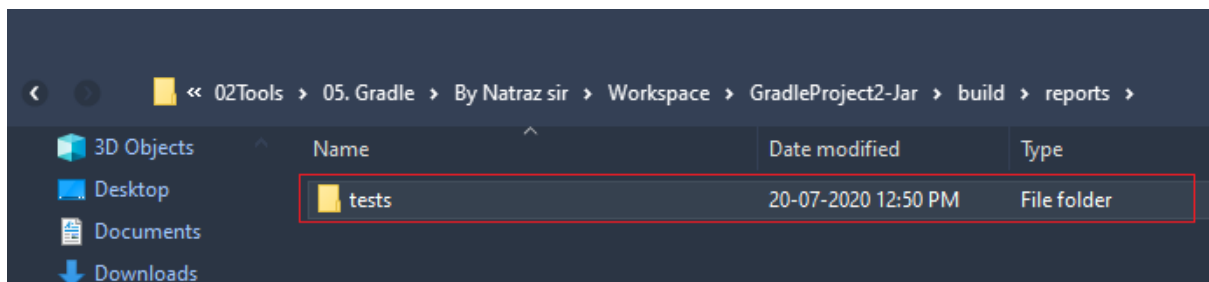 « 02Tools › 05. Gradle › By Natraz sir › Workspace › GradleProject2-Jar › build › reports ›
3D Objects
Name Date modified Type
Desktop
tests 20-07-2020 12:50 PM File folder
Documents
Downloads